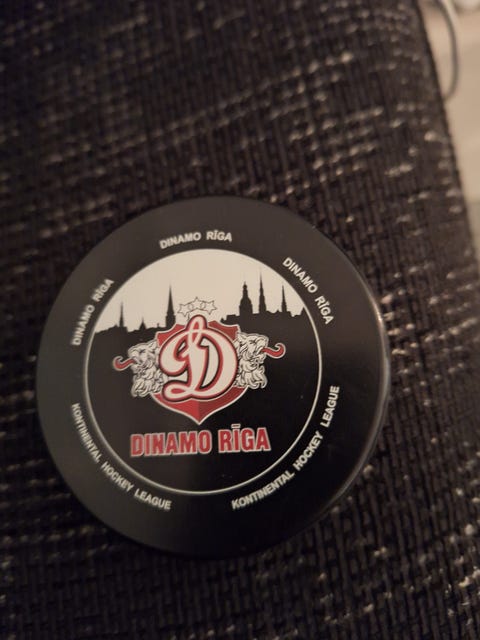 DINAMO RĪGA
DINAMO RĪGA
DINAMO RĪGA
D
DINAMO RĪGA
KONTINENTAL HOCKEY LEAGUE
KONTINENTAL HOCKEY LEAGUE